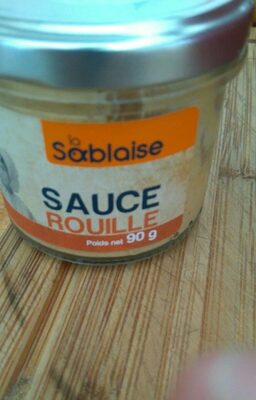 la
Sablaise
SAUCE
ROUILLE
Poids net 90 g